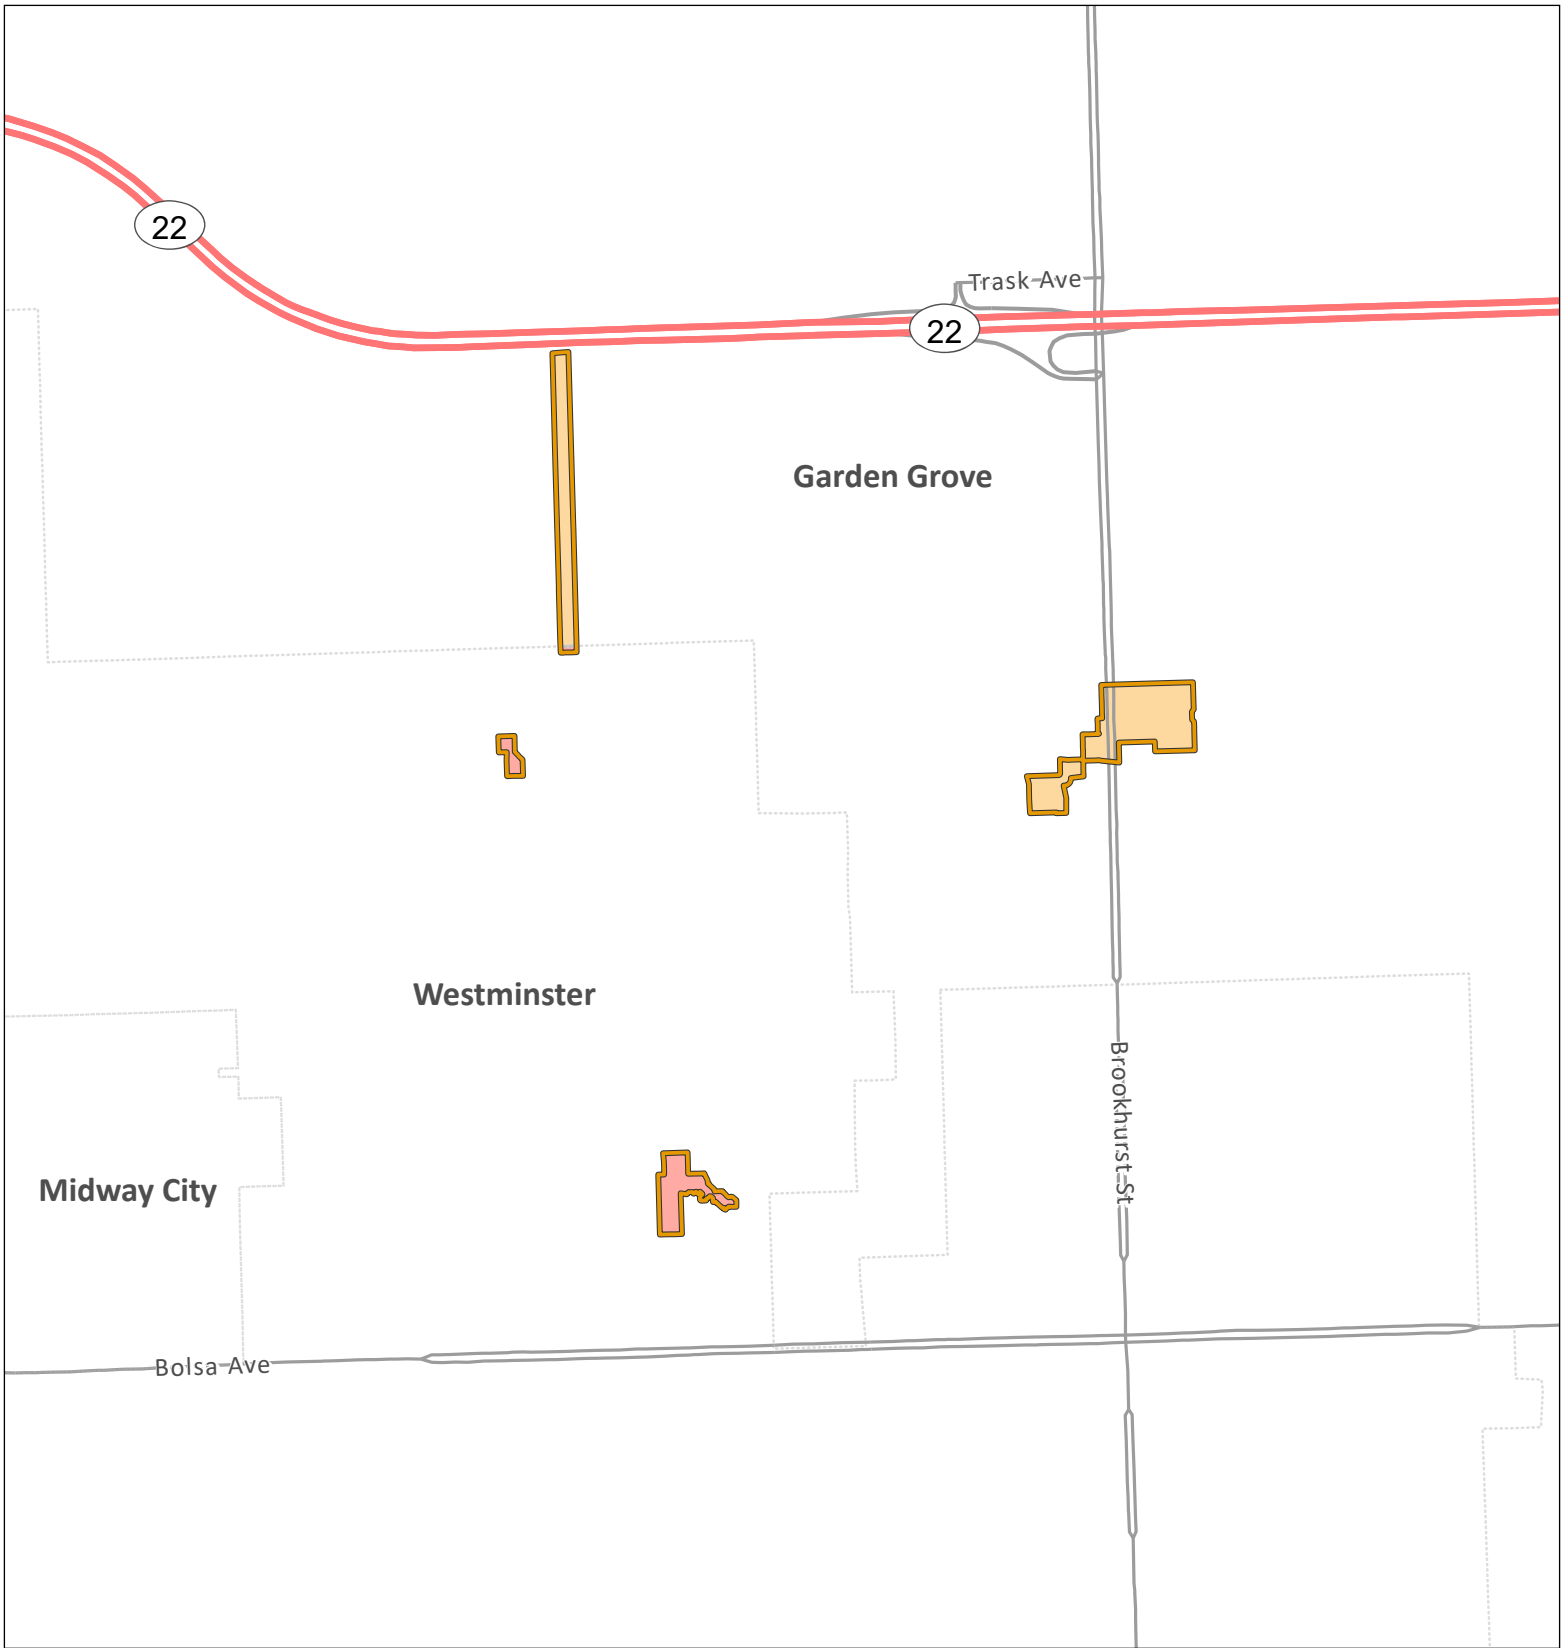 22
Trask Ave
22
Garden Grove
Westminster
Brookhurst St
Midway City
Bolsa Ave